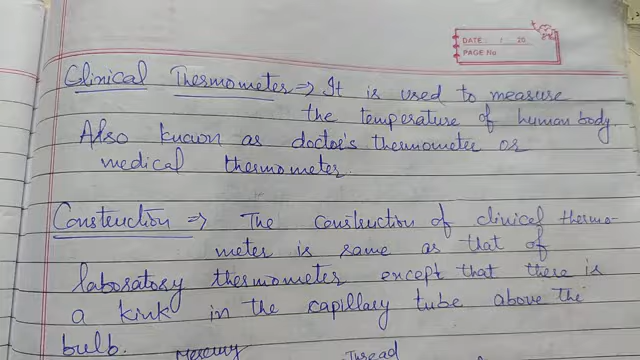 DATE: / 20
PAGE No
Clinical Thermometer ⇒ It is used to measure
the temperature of human body.
Also known as doctor's thermometer or
medical thermometer.
Construction ⇒ The construction of clinical thermo-
meter is same as that of
laboratory thermometer except that there is
a kink in the capillary tube above the
bulb.
Mercury Thread